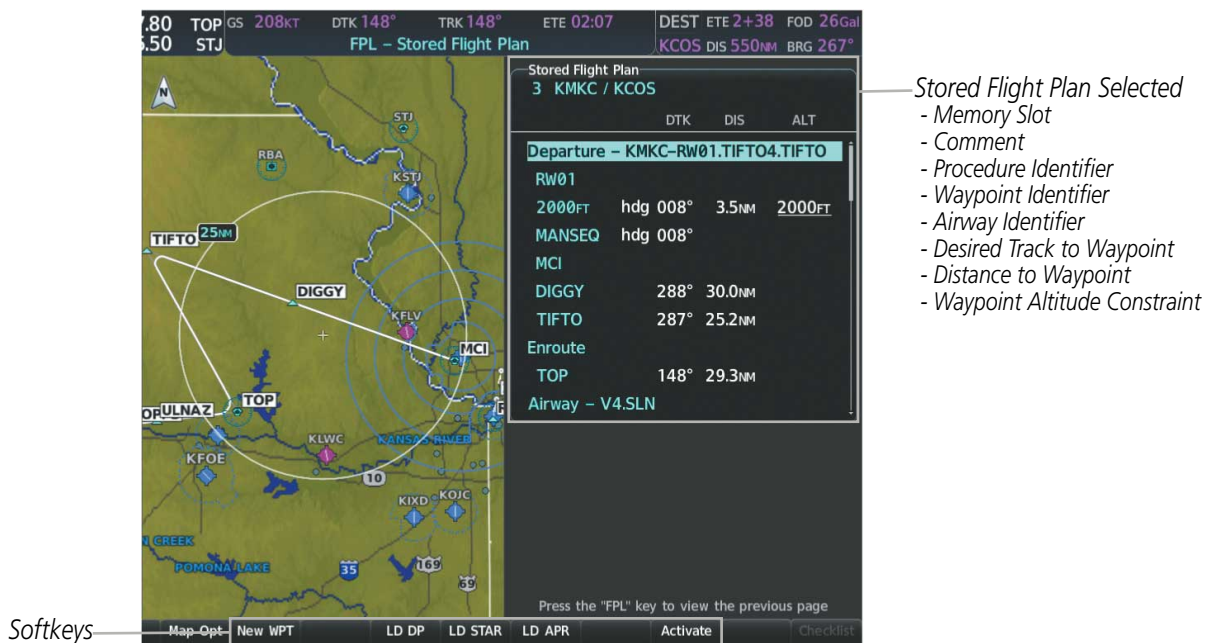 .80 TOP GS 208KT DTK 148° TRK 148° ETE 02:07 DEST ETE 2+38 FOD 26Gal
.50 STJ FPL – Stored Flight Plan KCOS DIS 550NM BRG 267°
Stored Flight Plan
3 KMKC / KCOS
DTK DIS ALT
Departure – KMKC–RW01.TIFTO4.TIFTO
RW01
2000FT hdg 008° 3.5NM 2000FT
MANSEQ hdg 008°
MCI
DIGGY 288° 30.0NM
TIFTO 287° 25.2NM
Enroute
TOP 148° 29.3NM
Airway – V4.SLN
Press the "FPL" key to view the previous page
Stored Flight Plan Selected
- Memory Slot
- Comment
- Procedure Identifier
- Waypoint Identifier
- Airway Identifier
- Desired Track to Waypoint
- Distance to Waypoint
- Waypoint Altitude Constraint
N
STJ
RBA
KSTJ
TIFTO
25NM
DIGGY
KFLV
MCI
ULNAZ
TOP
KLWC
KANSAS RIVER
KFOE
10
KIXD
KOJC
N CREEK
POMONA LAKE
35
169
69
Softkeys
Map Opt New WPT LD DP LD STAR LD APR Activate Checklist